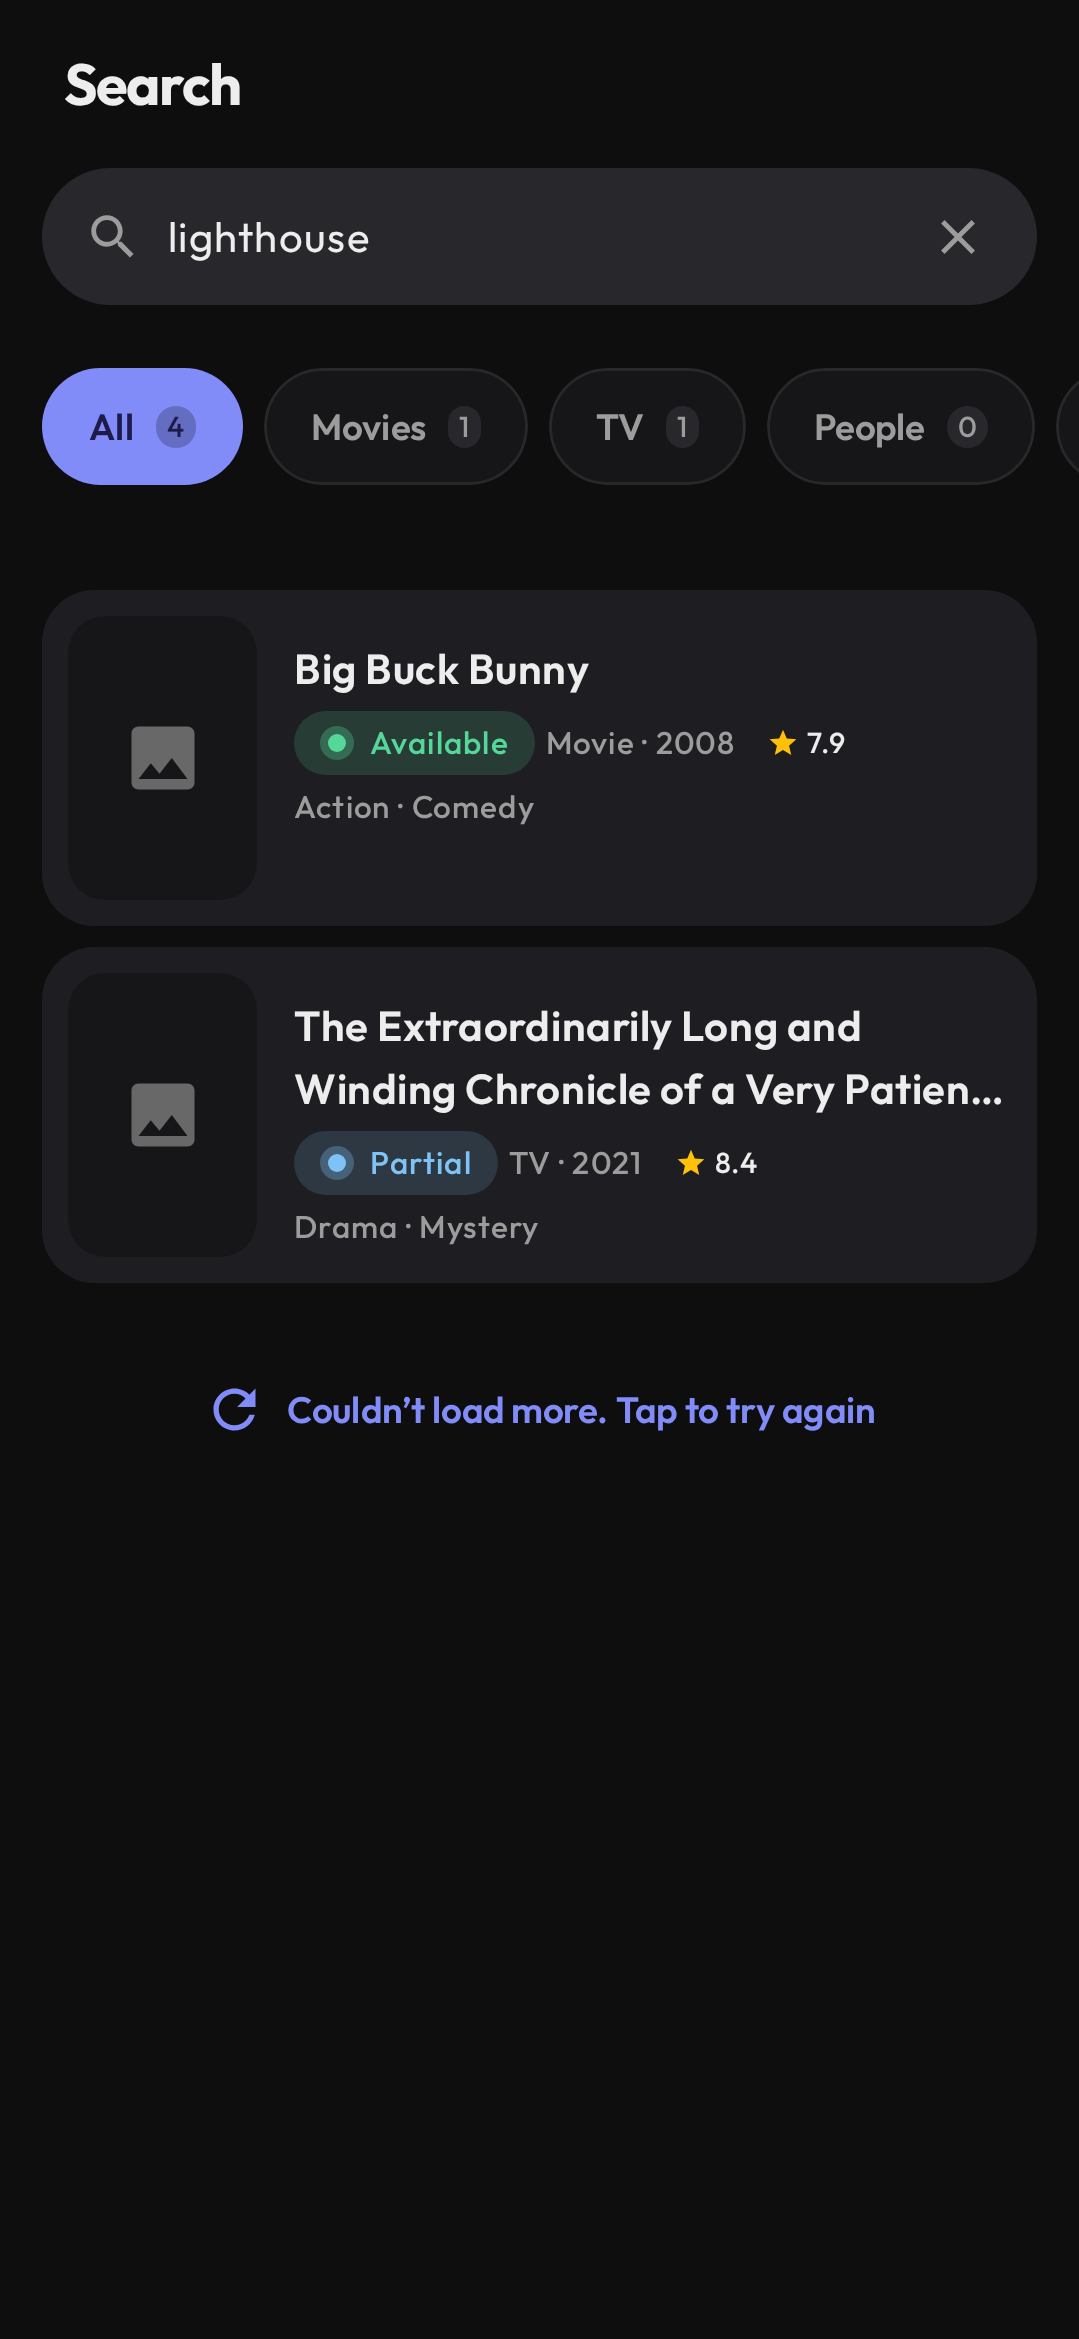 Search
lighthouse
All 4 Movies 1 TV 1 People 0
Big Buck Bunny
Available Movie · 2008 7.9
Action · Comedy
The Extraordinarily Long and
Winding Chronicle of a Very Patien...
Partial TV · 2021 8.4
Drama · Mystery
Couldn’t load more. Tap to try again